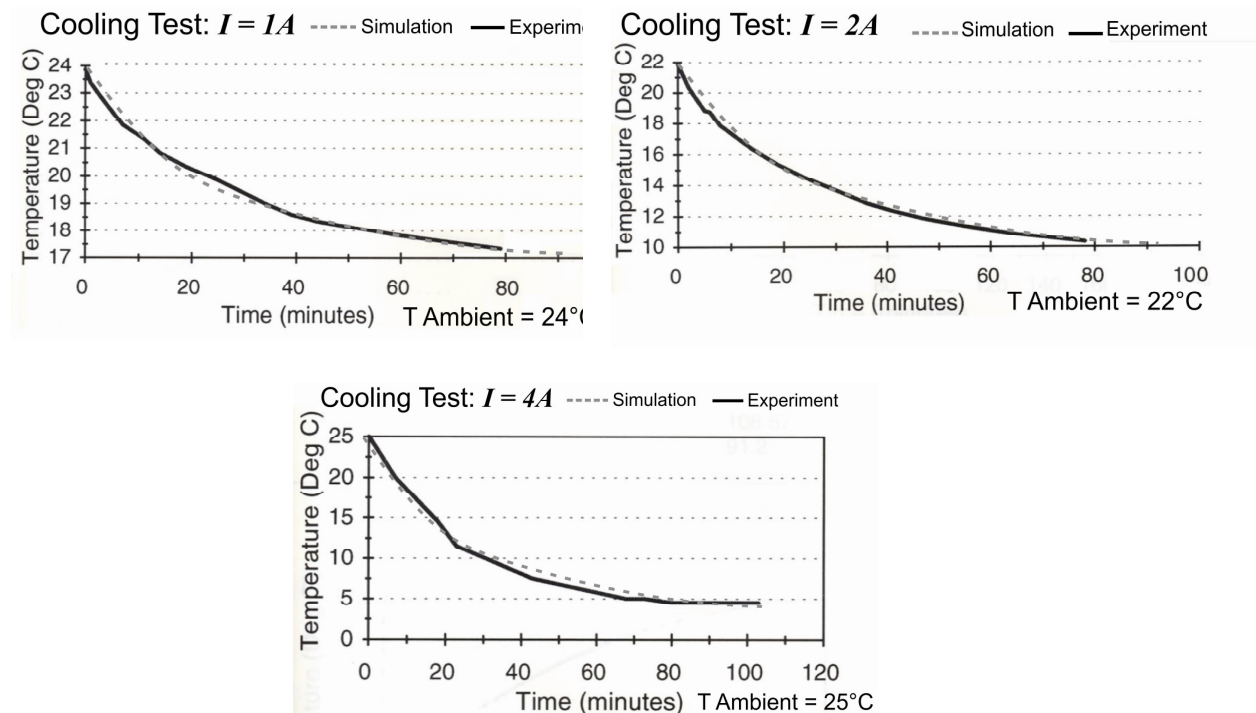 Cooling Test: I = 1A Simulation Experim
Temperature (Deg C)
24
23
22
21
20
19
18
17
0 20 40 60 80
Time (minutes) T Ambient = 24°
Cooling Test: I = 2A Simulation Experiment
Temperature (Deg C)
22
20
18
16
14
12
10
0 20 40 60 80 100
Time (minutes) T Ambient = 22°C
Cooling Test: I = 4A Simulation Experiment
Temperature (Deg C)
25
20
15
10
5
0
0 20 40 60 80 100 120
Time (minutes) T Ambient = 25°C